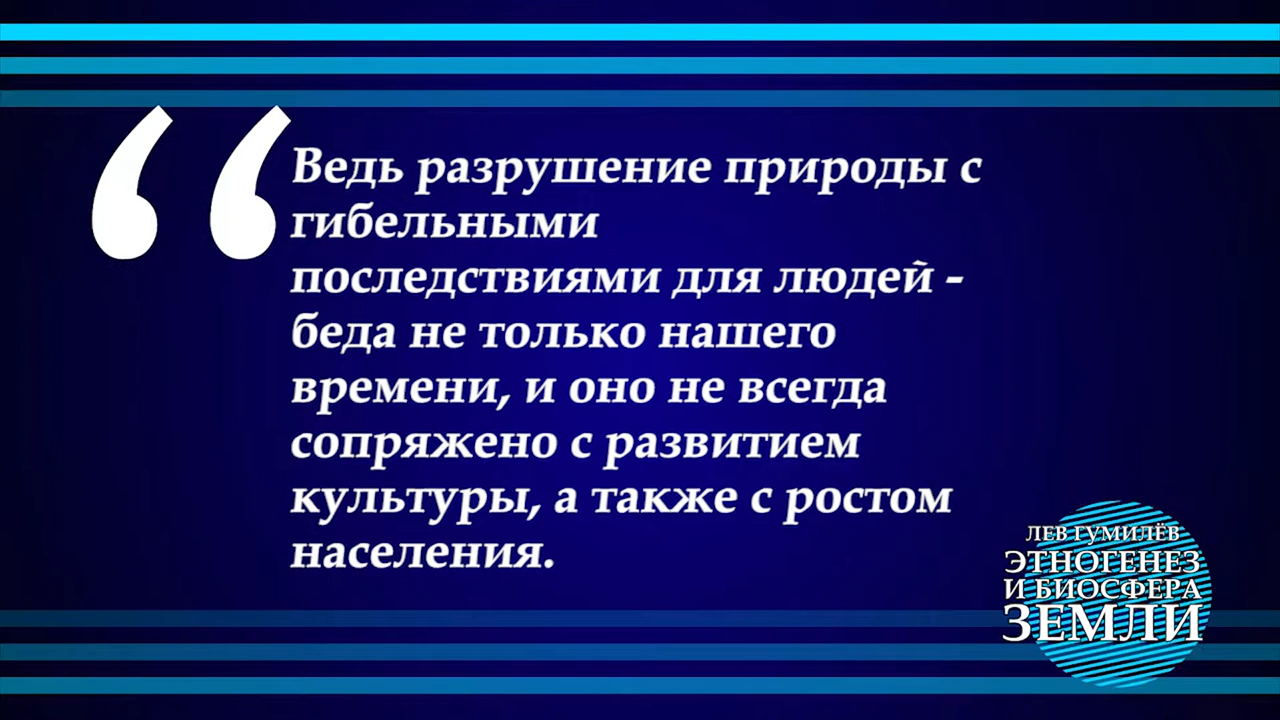 Ведь разрушение природы с
гибельными
последствиями для людей -
беда не только нашего
времени, и оно не всегда
сопряжено с развитием
культуры, а также с ростом
населения.
ЛЕВ ГУМИЛЁВ
ЭТНОГЕНЕЗ
И БИОСФЕРА
ЗЕМЛИ